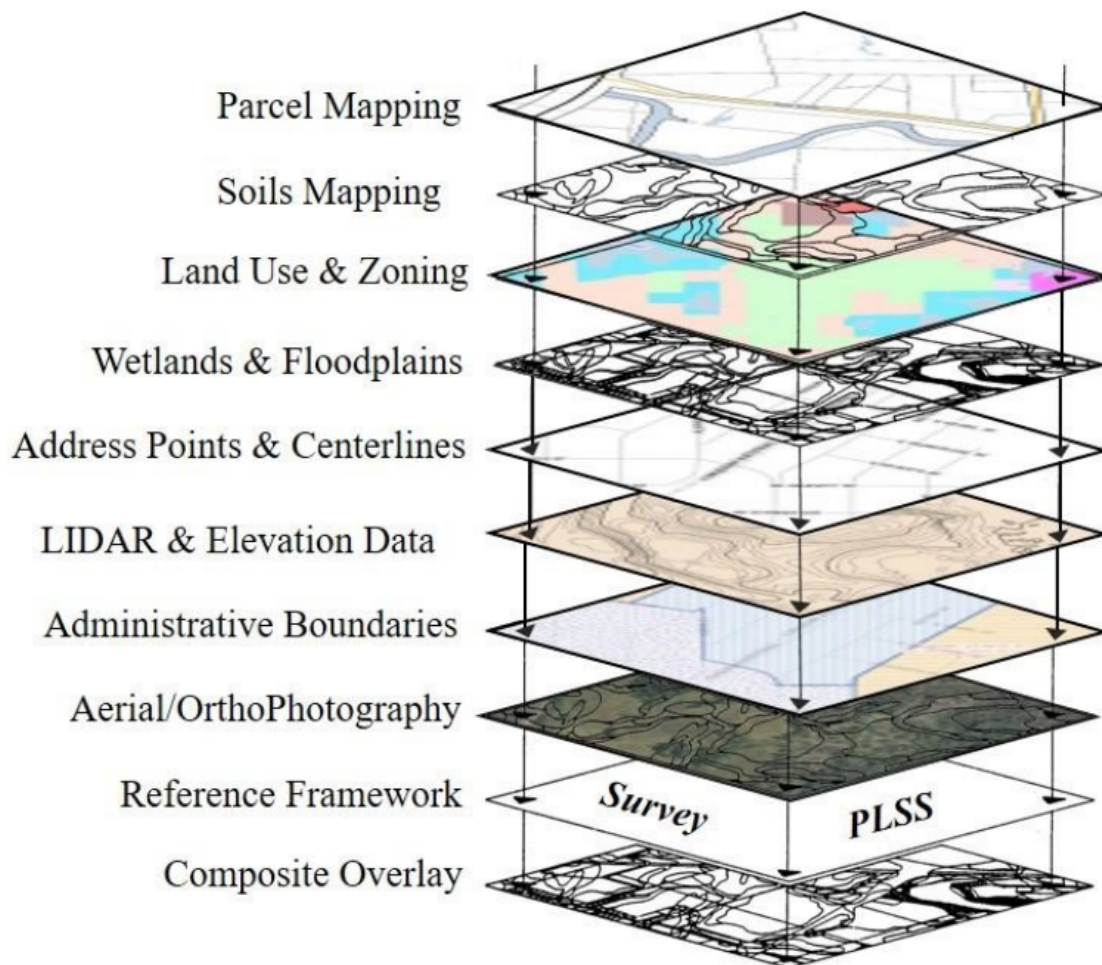 Parcel Mapping
Soils Mapping
Land Use & Zoning
Wetlands & Floodplains
Address Points & Centerlines
LIDAR & Elevation Data
Administrative Boundaries
Aerial/OrthoPhotography
Reference Framework
Survey PLSS
Composite Overlay